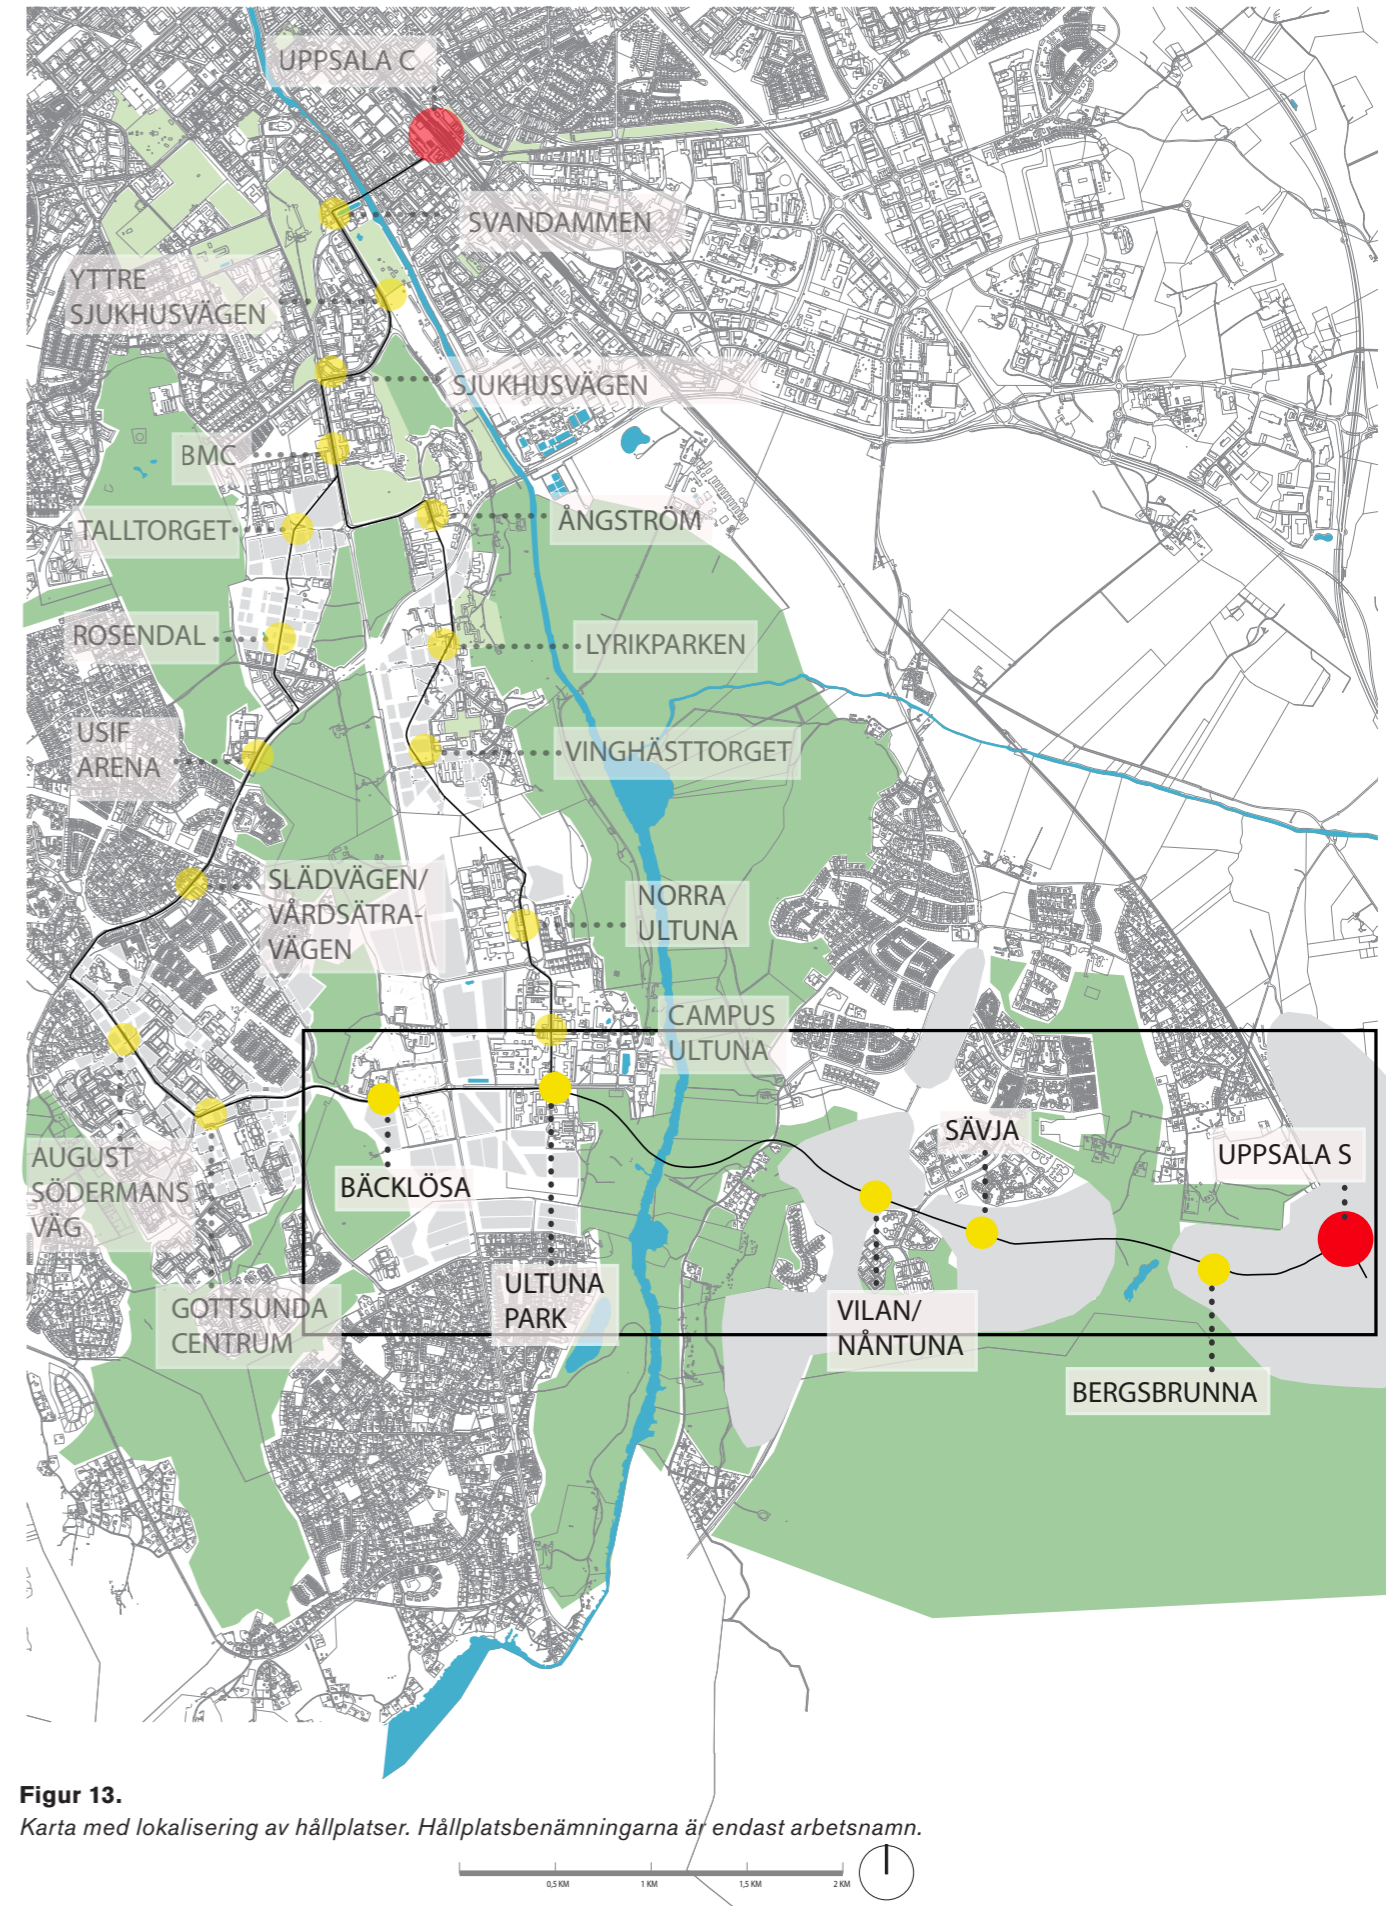 UPPSALA C
SVANDAMMEN
YTTRE
SJUKHUSVÄGEN
SJUKHUSVÄGEN
BMC
TALLTORGET
ÅNGSTRÖM
ROSENDAL
LYRIKPARKEN
USIF
ARENA
VINGHÄSTTORGET
SLÄDVÄGEN/
VÅRDSÄTRA-
VÄGEN
NORRA
ULTUNA
CAMPUS
ULTUNA
SÄVJA
UPPSALA S
AUGUST
SÖDERMANS
VÄG
BÄCKLÖSA
GOTTSUNDA
CENTRUM
ULTUNA
PARK
VILAN/
NÅNTUNA
BERGSBRUNNA
Figur 13.
Karta med lokalisering av hållplatser. Hållplatsbenämningarna är endast arbetsnamn.
0,5 KM 1 KM 1,5 KM 2 KM